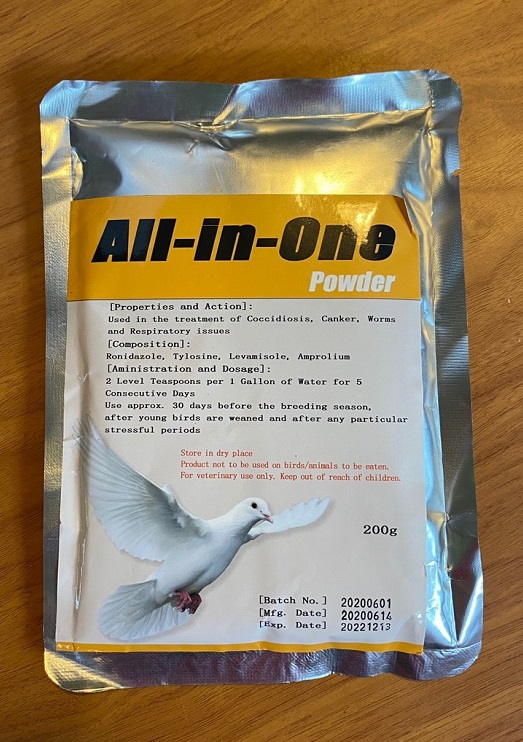 All-in-One
Powder
[Properties and Action]:
Used in the treatment of Coccidiosis, Canker, Worms
and Respiratory issues
[Composition]:
Ronidazole, Tylosine, Levamisole, Amprolium
[Aministration and Dosage]:
2 Level Teaspoons per 1 Gallon of Water for 5
Consecutive Days
Use approx. 30 days before the breeding season,
after young birds are weaned and after any particular
stressful periods
Store in dry place
Product not to be used on birds/animals to be eaten.
For veterinary use only. Keep out of reach of children.
200g
[Batch No.] 20200601
[Mfg. Date] 20200614
[Exp. Date] 20221213